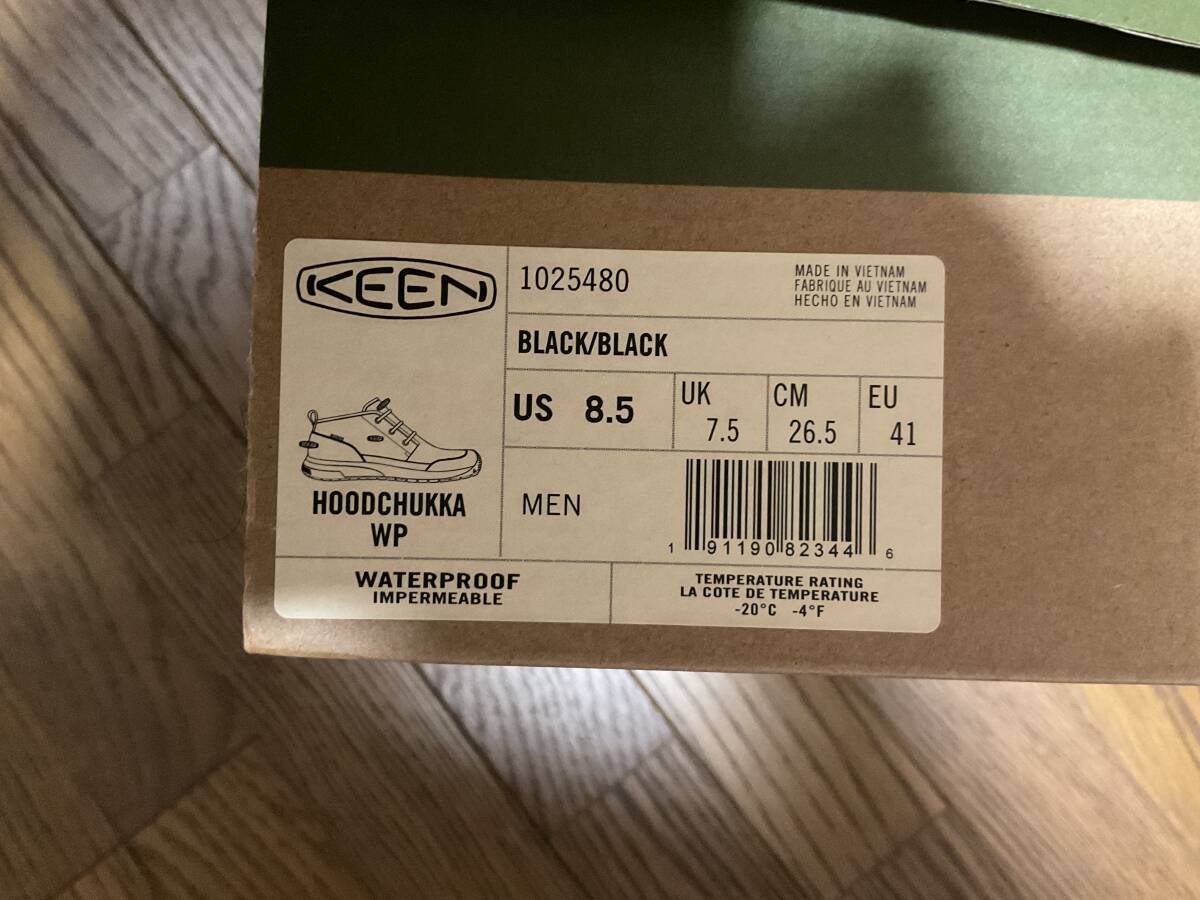 KEEN
1025480
MADE IN VIETNAM
FABRIQUE AU VIETNAM
HECHO EN VIETNAM
BLACK/BLACK
US 8.5
UK 7.5
CM 26.5
EU 41
HOODCHUKKA
WP
MEN
1 91190 82344 6
WATERPROOF
IMPERMEABLE
TEMPERATURE RATING
LA COTE DE TEMPERATURE
-20°C -4°F